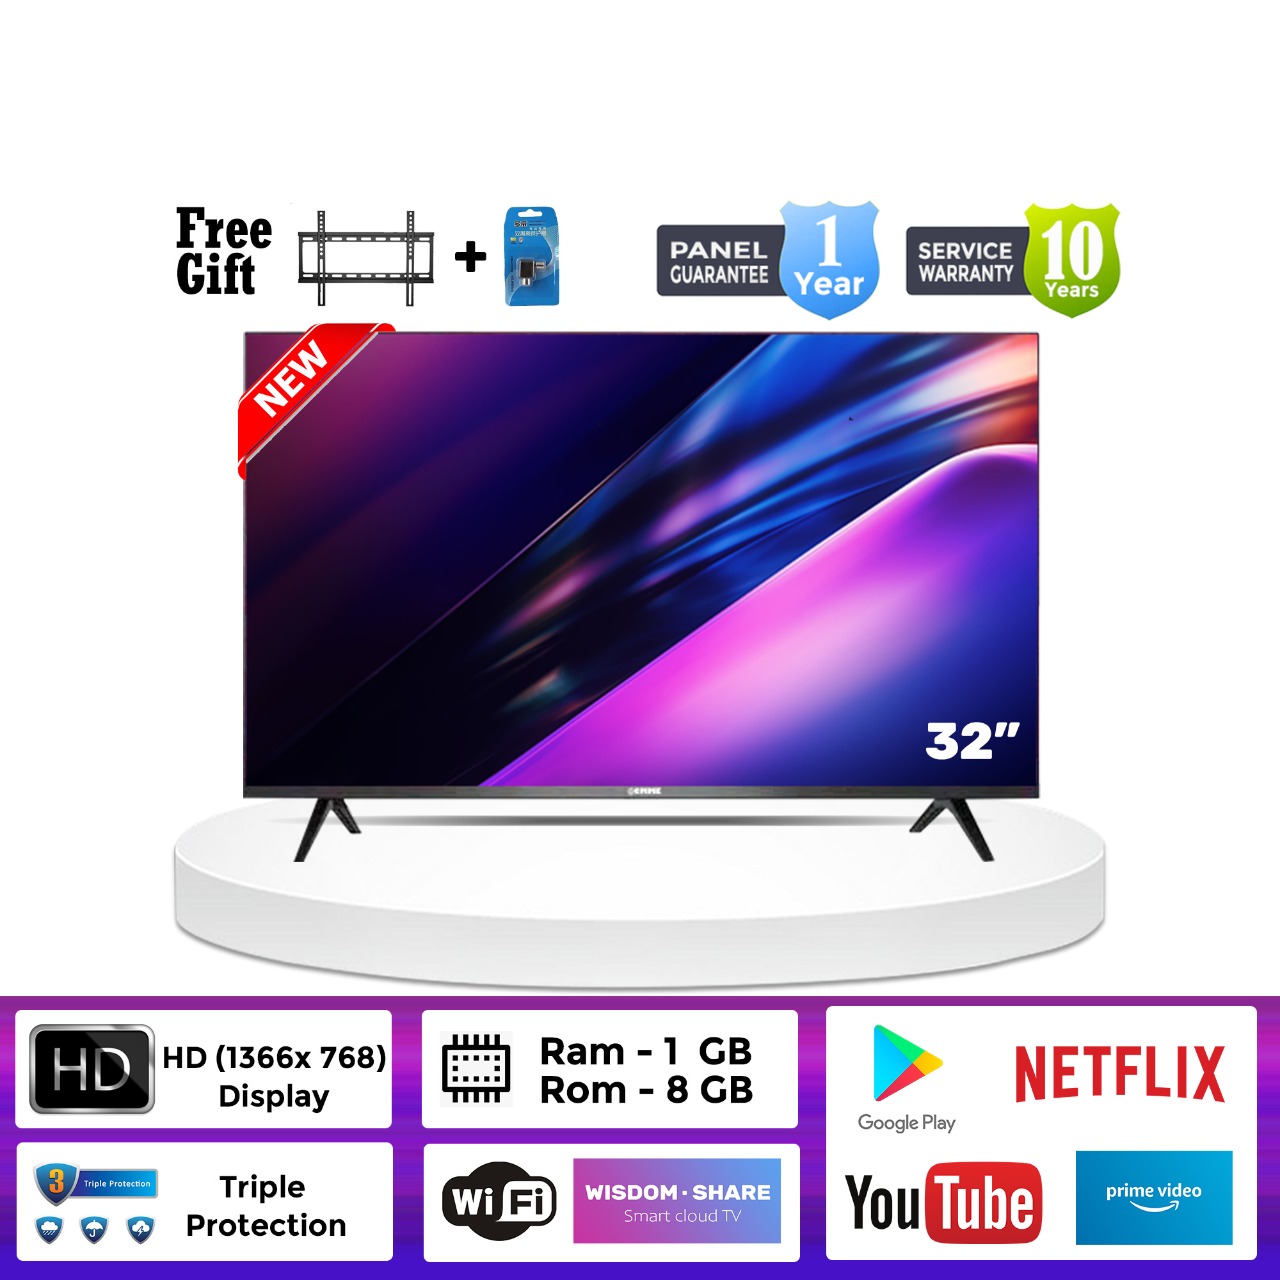 Free
Gift
+
PANEL
GUARANTEE
1
Year
SERVICE
WARRANTY
10
Years
NEW
32”
HD
HD (1366x 768)
Display
Ram - 1 GB
Rom - 8 GB
Google Play
NETFLIX
3
Triple Protection
Triple
Protection
WiFi
WISDOM · SHARE
Smart cloud TV
YouTube
prime video